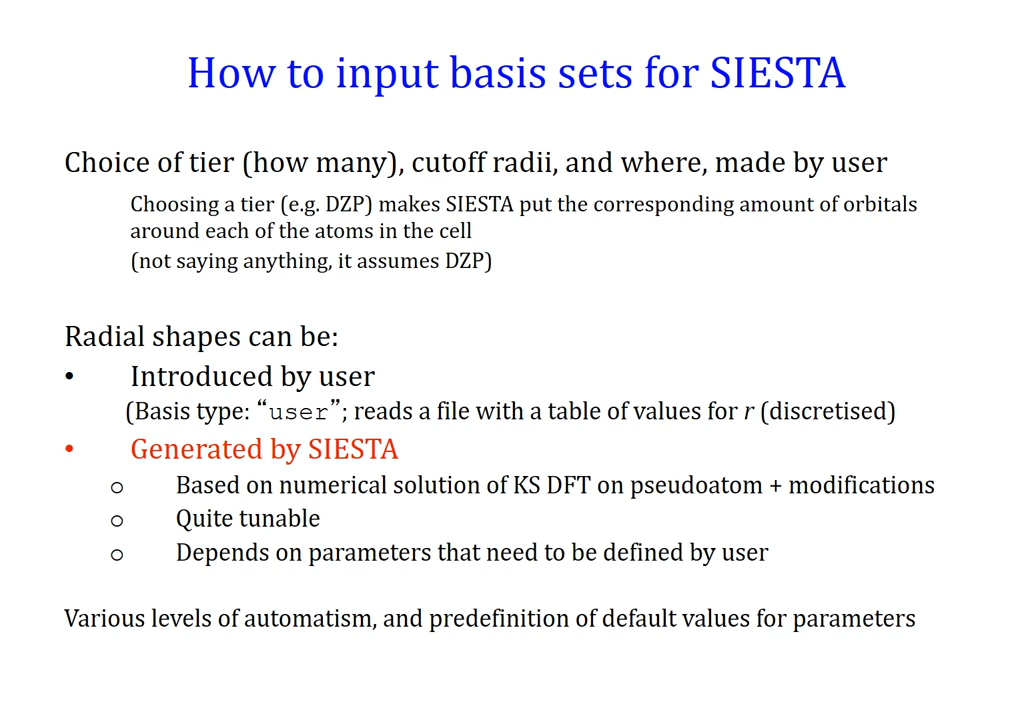 How to input basis sets for SIESTA
Choice of tier (how many), cutoff radii, and where, made by user
Choosing a tier (e.g. DZP) makes SIESTA put the corresponding amount of orbitals
around each of the atoms in the cell
(not saying anything, it assumes DZP)
Radial shapes can be:
• Introduced by user
(Basis type: “user”; reads a file with a table of values for r (discretised)
• Generated by SIESTA
o Based on numerical solution of KS DFT on pseudoatom + modifications
o Quite tunable
o Depends on parameters that need to be defined by user
Various levels of automatism, and predefinition of default values for parameters